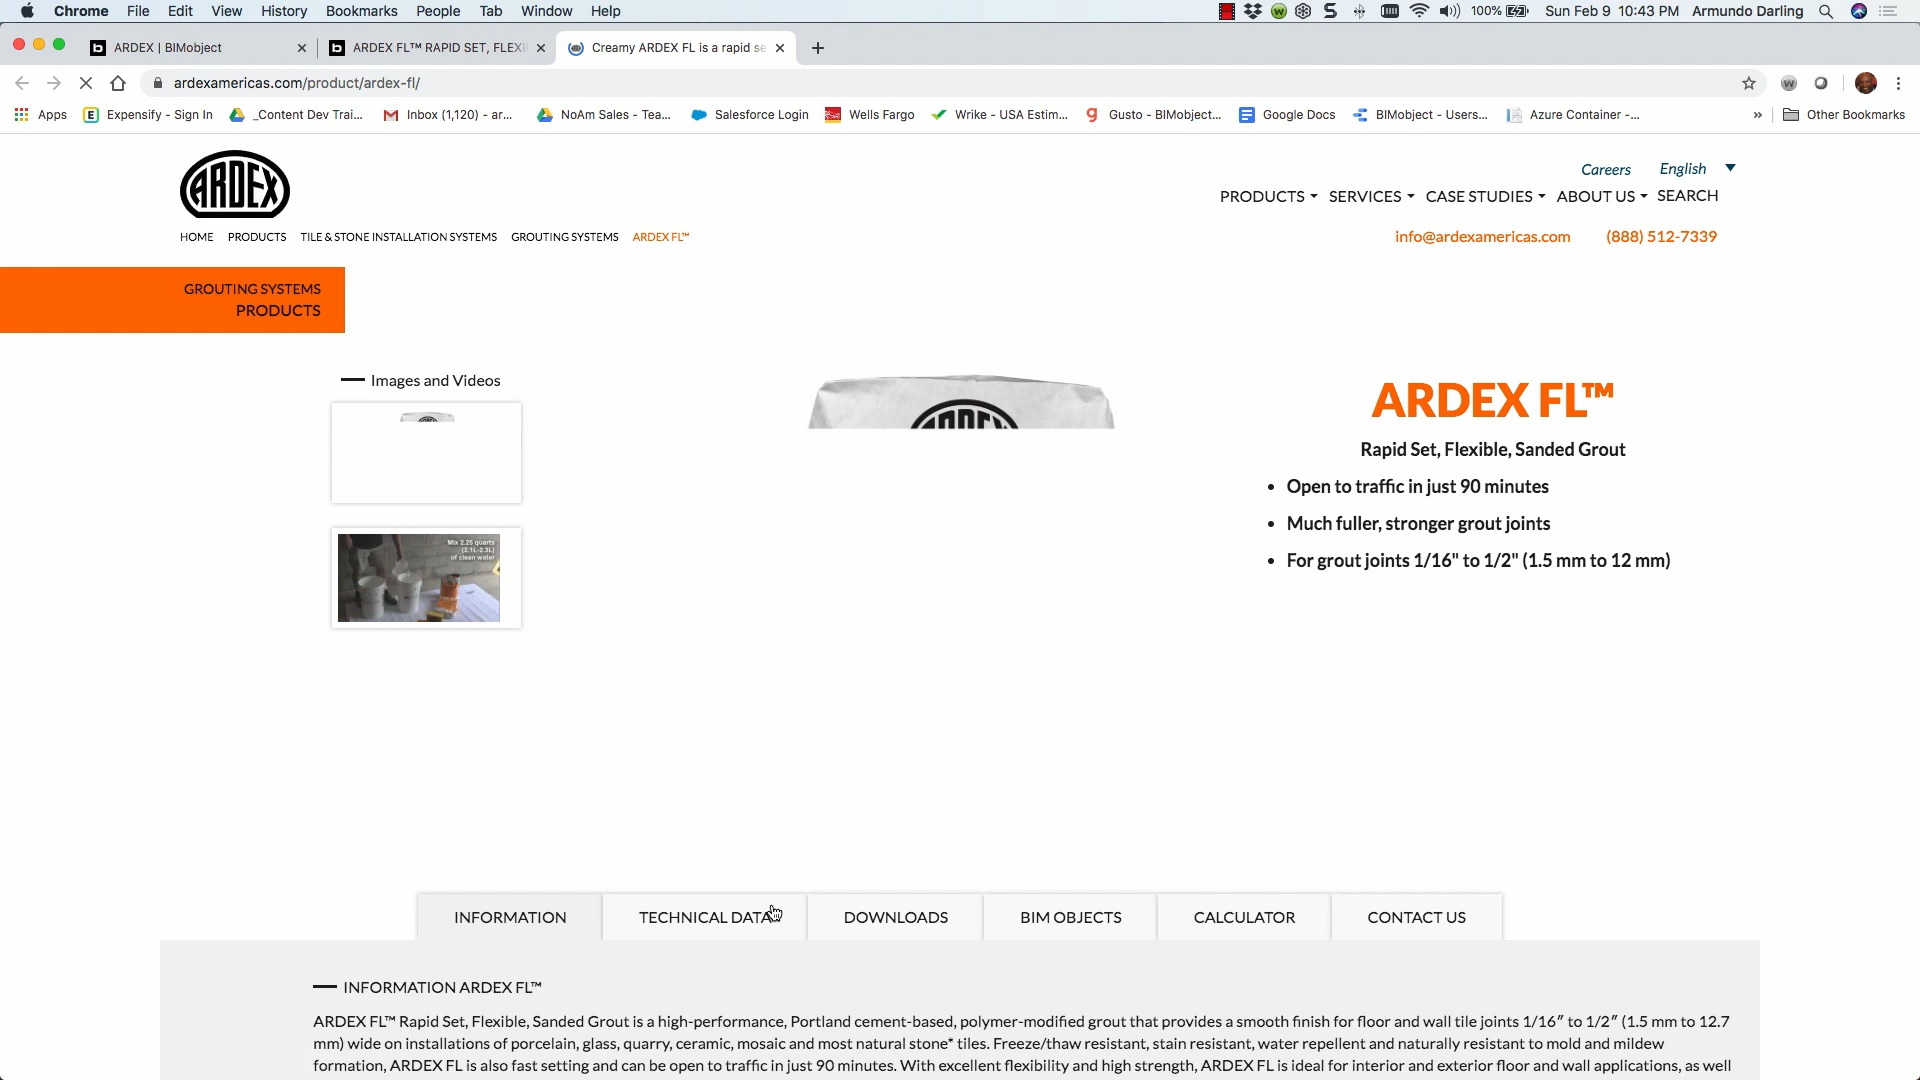 Chrome File Edit View History Bookmarks People Tab Window Help 100% Sun Feb 9 10:43 PM Armundo Darling
ARDEX | BIMobject
ARDEX FL™ RAPID SET, FLEXI
Creamy ARDEX FL is a rapid se
ardexamericas.com/product/ardex-fl/
Apps Expensify - Sign In _Content Dev Trai... Inbox (1,120) - ar... NoAm Sales - Tea... Salesforce Login Wells Fargo Wrike - USA Estim... Gusto - BIMobject... Google Docs BIMobject - Users... Azure Container -... » Other Bookmarks
ARDEX
Careers English
PRODUCTS SERVICES CASE STUDIES ABOUT US SEARCH
HOME PRODUCTS TILE & STONE INSTALLATION SYSTEMS GROUTING SYSTEMS ARDEX FL™
info@ardexamericas.com (888) 512-7339
GROUTING SYSTEMS
PRODUCTS
Images and Videos
Mix 2.25 quarts
(2.1L-2.3L)
of clean water
ARDEX
ARDEX FL™
Rapid Set, Flexible, Sanded Grout
• Open to traffic in just 90 minutes
• Much fuller, stronger grout joints
• For grout joints 1/16" to 1/2" (1.5 mm to 12 mm)
INFORMATION TECHNICAL DATA DOWNLOADS BIM OBJECTS CALCULATOR CONTACT US
INFORMATION ARDEX FL™
ARDEX FL™ Rapid Set, Flexible, Sanded Grout is a high-performance, Portland cement-based, polymer-modified grout that provides a smooth finish for floor and wall tile joints 1/16″ to 1/2″ (1.5 mm to 12.7
mm) wide on installations of porcelain, glass, quarry, ceramic, mosaic and most natural stone* tiles. Freeze/thaw resistant, stain resistant, water repellent and naturally resistant to mold and mildew
formation, ARDEX FL is also fast setting and can be open to traffic in just 90 minutes. With excellent flexibility and high strength, ARDEX FL is ideal for interior and exterior floor and wall applications, as well